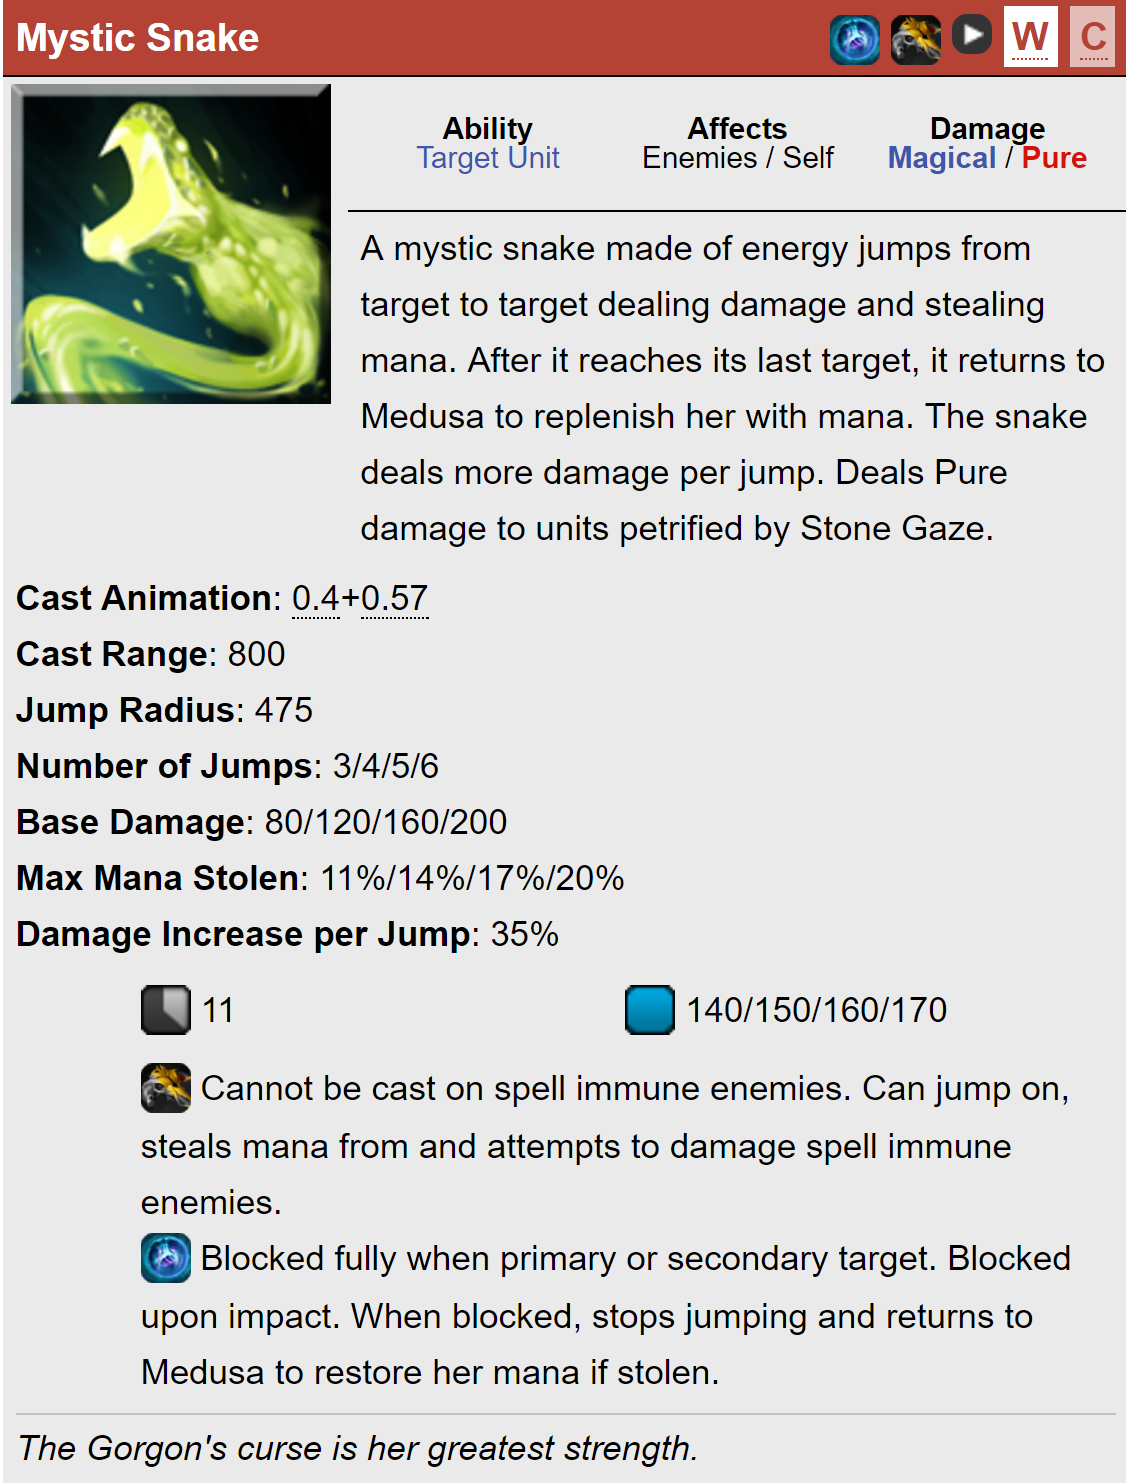 Mystic Snake W C
Ability Affects Damage
Target Unit Enemies / Self Magical / Pure
A mystic snake made of energy jumps from
target to target dealing damage and stealing
mana. After it reaches its last target, it returns to
Medusa to replenish her with mana. The snake
deals more damage per jump. Deals Pure
damage to units petrified by Stone Gaze.
Cast Animation: 0.4+0.57
Cast Range: 800
Jump Radius: 475
Number of Jumps: 3/4/5/6
Base Damage: 80/120/160/200
Max Mana Stolen: 11%/14%/17%/20%
Damage Increase per Jump: 35%
11 140/150/160/170
Cannot be cast on spell immune enemies. Can jump on,
steals mana from and attempts to damage spell immune
enemies.
Blocked fully when primary or secondary target. Blocked
upon impact. When blocked, stops jumping and returns to
Medusa to restore her mana if stolen.
The Gorgon's curse is her greatest strength.